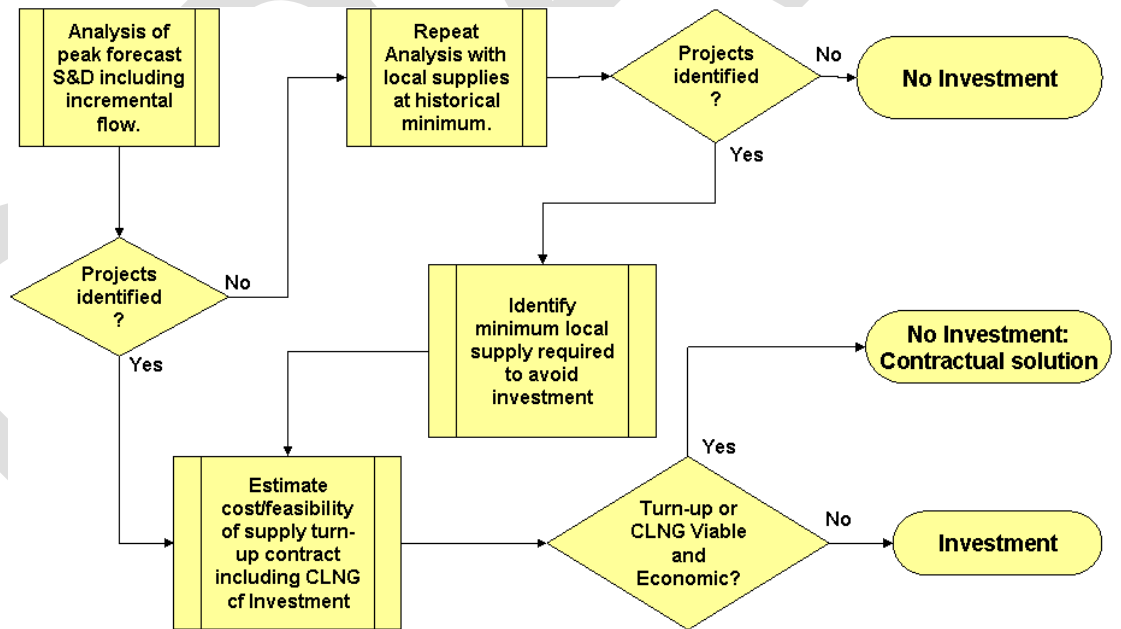 Analysis of
peak forecast
S&D including
incremental
flow.
Repeat
Analysis with
local supplies
at historical
minimum.
Projects
identified
?
No
No Investment
Yes
Projects
identified
?
No
Yes
Identify
minimum local
supply required
to avoid
investment
No Investment:
Contractual solution
Yes
Estimate
cost/feasibility
of supply turn-
up contract
including CLNG
cf Investment
Turn-up or
CLNG Viable
and
Economic?
No
Investment